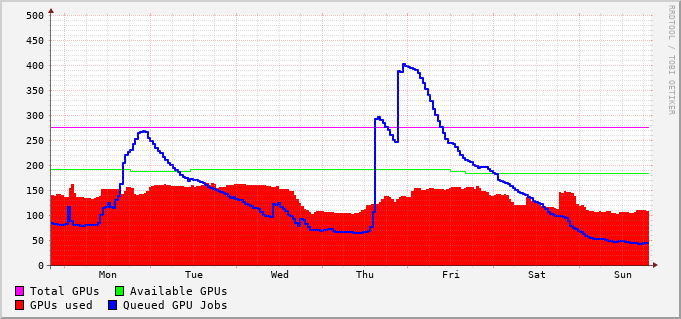 RRDTOOL / TOBI OETIKER
500
450
400
350
300
250
200
150
100
50
0
Mon Tue Wed Thu Fri Sat Sun
Total GPUs Available GPUs
GPUs used Queued GPU Jobs